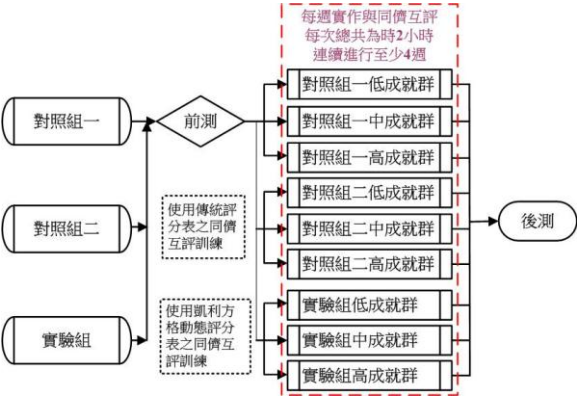 每週實作與同儕互評
每次總共為時2小時
連續進行至少4週
對照組一
前測
對照組一低成就群
對照組一中成就群
對照組一高成就群
對照組二
使用傳統評
分表之同儕
互評訓練
對照組二低成就群
對照組二中成就群
對照組二高成就群
後測
實驗組
使用凱利方
格動態評分
表之同儕互
評訓練
實驗組低成就群
實驗組中成就群
實驗組高成就群